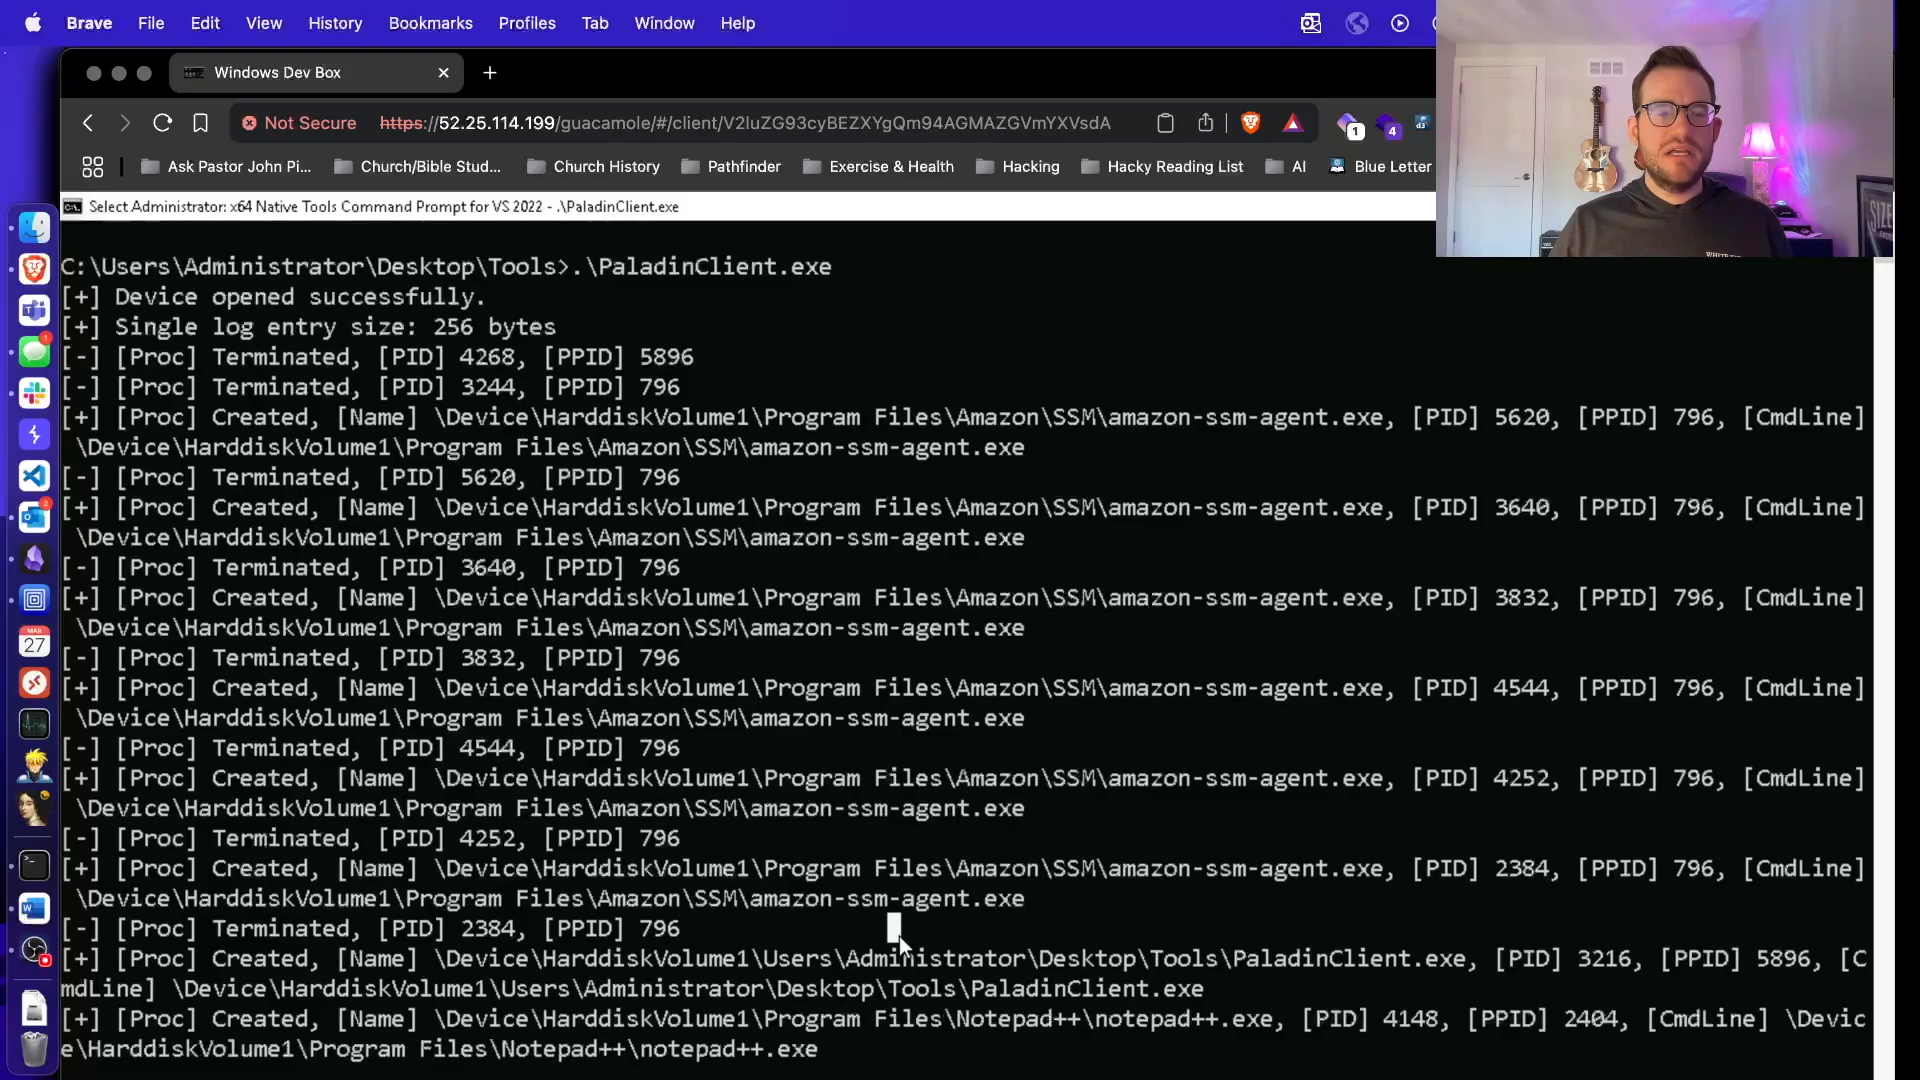 Brave File Edit View History Bookmarks Profiles Tab Window Help
Windows Dev Box
Not Secure https://52.25.114.199/guacamole/#/client/V2luZG93cyBEZXYgQm94AGMAZGVmYXVsdA
1 4
Ask Pastor John Pi... Church/Bible Stud... Church History Pathfinder Exercise & Health Hacking Hacky Reading List AI Blue Letter
Select Administrator: x64 Native Tools Command Prompt for VS 2022 - .\PaladinClient.exe
C:\Users\Administrator\Desktop\Tools>.\PaladinClient.exe
[+] Device opened successfully.
[+] Single log entry size: 256 bytes
[-] [Proc] Terminated, [PID] 4268, [PPID] 5896
[-] [Proc] Terminated, [PID] 3244, [PPID] 796
[+] [Proc] Created, [Name] \Device\HarddiskVolume1\Program Files\Amazon\SSM\amazon-ssm-agent.exe, [PID] 5620, [PPID] 796, [CmdLine]
\Device\HarddiskVolume1\Program Files\Amazon\SSM\amazon-ssm-agent.exe
[-] [Proc] Terminated, [PID] 5620, [PPID] 796
[+] [Proc] Created, [Name] \Device\HarddiskVolume1\Program Files\Amazon\SSM\amazon-ssm-agent.exe, [PID] 3640, [PPID] 796, [CmdLine]
\Device\HarddiskVolume1\Program Files\Amazon\SSM\amazon-ssm-agent.exe
[-] [Proc] Terminated, [PID] 3640, [PPID] 796
[+] [Proc] Created, [Name] \Device\HarddiskVolume1\Program Files\Amazon\SSM\amazon-ssm-agent.exe, [PID] 3832, [PPID] 796, [CmdLine]
\Device\HarddiskVolume1\Program Files\Amazon\SSM\amazon-ssm-agent.exe
[-] [Proc] Terminated, [PID] 3832, [PPID] 796
[+] [Proc] Created, [Name] \Device\HarddiskVolume1\Program Files\Amazon\SSM\amazon-ssm-agent.exe, [PID] 4544, [PPID] 796, [CmdLine]
\Device\HarddiskVolume1\Program Files\Amazon\SSM\amazon-ssm-agent.exe
[-] [Proc] Terminated, [PID] 4544, [PPID] 796
[+] [Proc] Created, [Name] \Device\HarddiskVolume1\Program Files\Amazon\SSM\amazon-ssm-agent.exe, [PID] 4252, [PPID] 796, [CmdLine]
\Device\HarddiskVolume1\Program Files\Amazon\SSM\amazon-ssm-agent.exe
[-] [Proc] Terminated, [PID] 4252, [PPID] 796
[+] [Proc] Created, [Name] \Device\HarddiskVolume1\Program Files\Amazon\SSM\amazon-ssm-agent.exe, [PID] 2384, [PPID] 796, [CmdLine]
\Device\HarddiskVolume1\Program Files\Amazon\SSM\amazon-ssm-agent.exe
[-] [Proc] Terminated, [PID] 2384, [PPID] 796
[+] [Proc] Created, [Name] \Device\HarddiskVolume1\Users\Administrator\Desktop\Tools\PaladinClient.exe, [PID] 3216, [PPID] 5896, [C
mdLine] \Device\HarddiskVolume1\Users\Administrator\Desktop\Tools\PaladinClient.exe
[+] [Proc] Created, [Name] \Device\HarddiskVolume1\Program Files\Notepad++\notepad++.exe, [PID] 4148, [PPID] 2404, [CmdLine] \Devic
e\HarddiskVolume1\Program Files\Notepad++\notepad++.exe
MAR
27